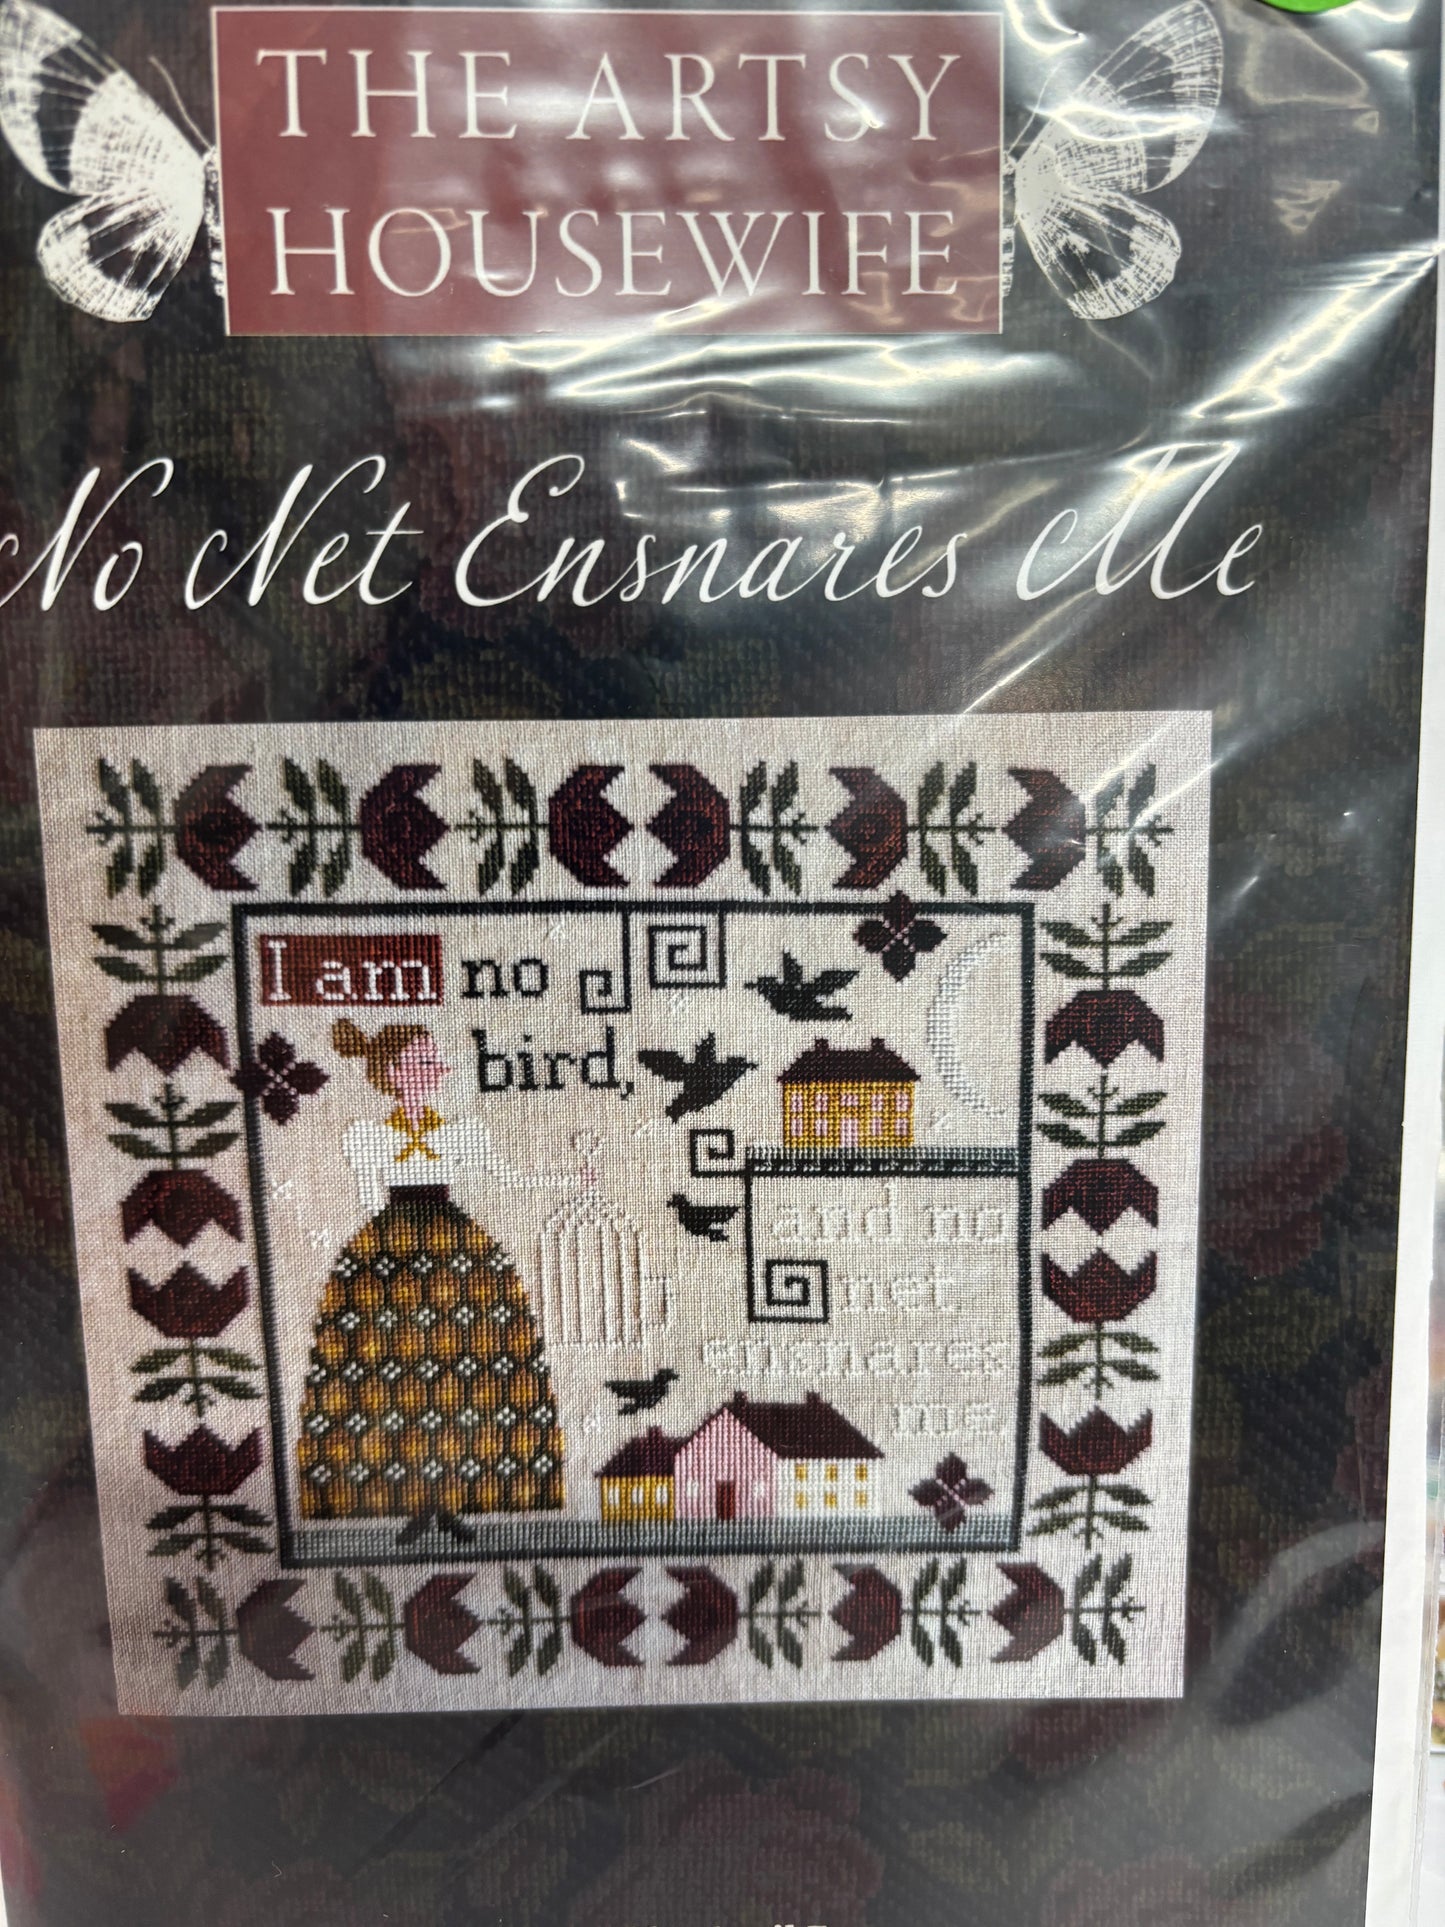 THE ARTSY
HOUSEWIFE
No Net Ensnares Me
I am no
bird,
and no
net
ensnares
me.